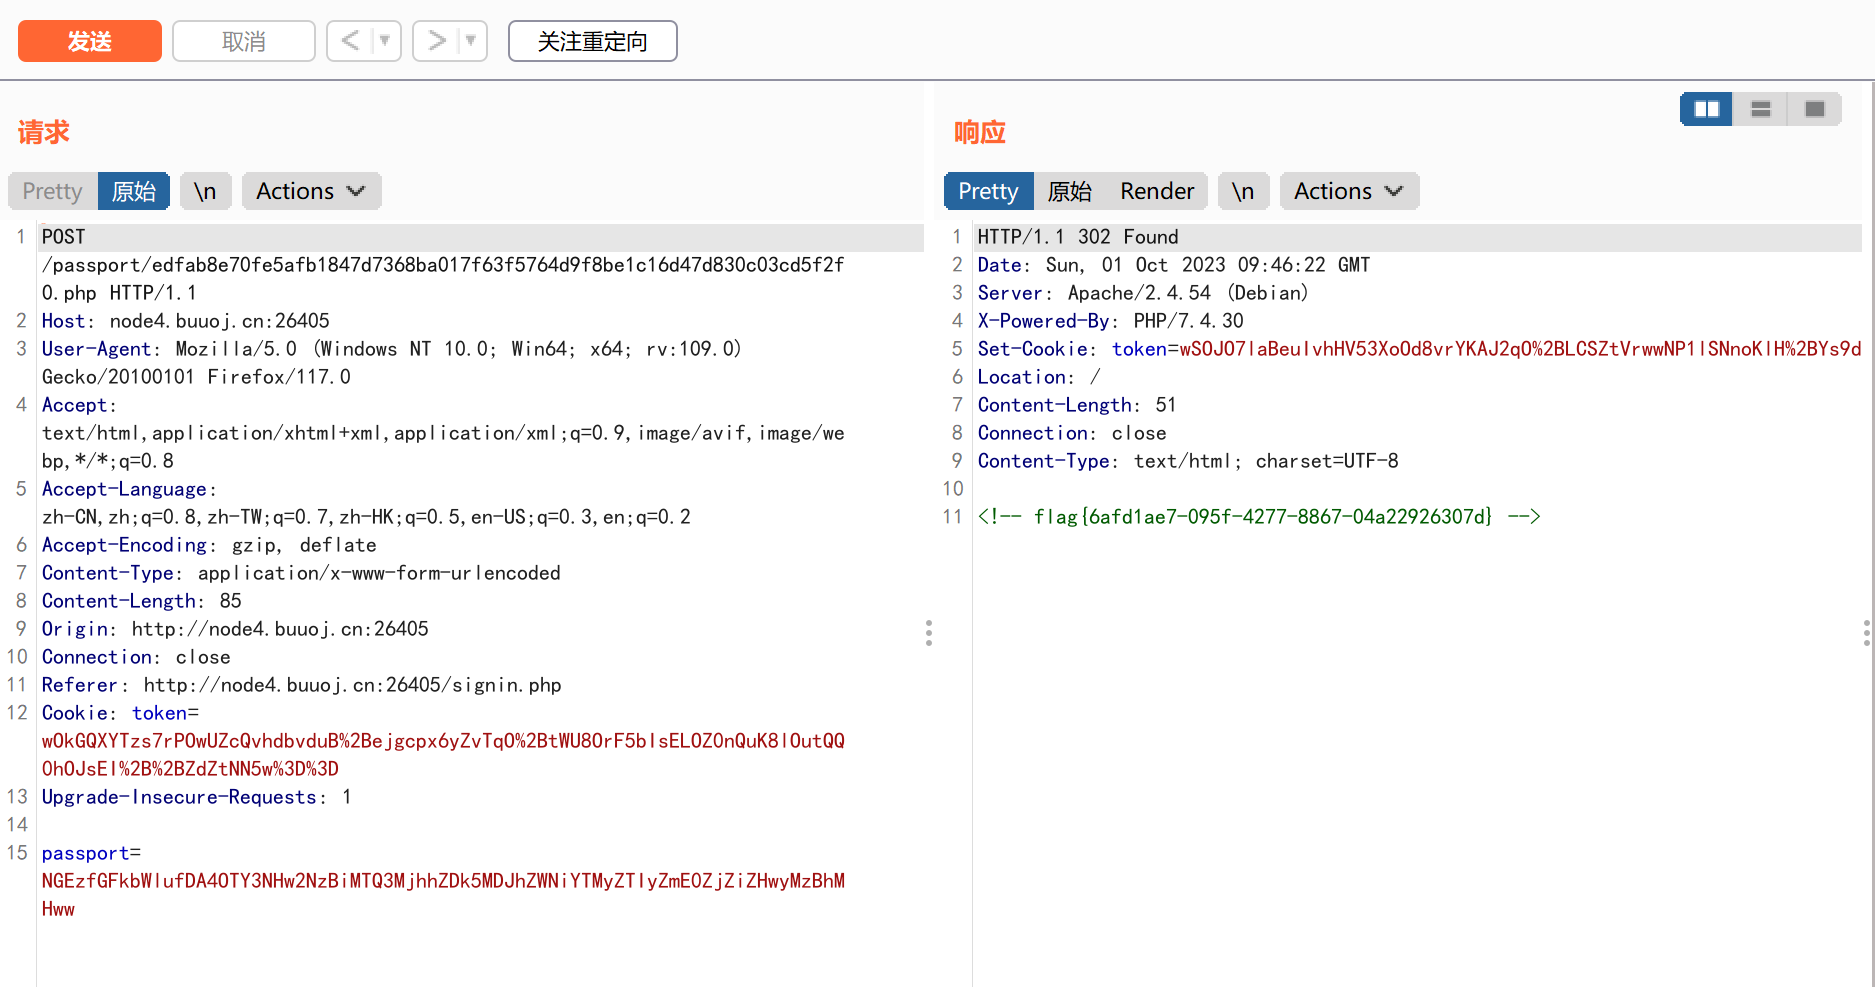 发送 取消 < ▼ > ▼ 关注重定向
请求
Pretty 原始 \n Actions
1 POST
/passport/edfab8e70fe5afb1847d7368ba017f63f5764d9f8be1c16d47d830c03cd5f2f
0.php HTTP/1.1
2 Host: node4.buuoj.cn:26405
3 User-Agent: Mozilla/5.0 (Windows NT 10.0; Win64; x64; rv:109.0)
Gecko/20100101 Firefox/117.0
4 Accept:
text/html,application/xhtml+xml,application/xml;q=0.9,image/avif,image/we
bp,*/*;q=0.8
5 Accept-Language:
zh-CN,zh;q=0.8,zh-TW;q=0.7,zh-HK;q=0.5,en-US;q=0.3,en;q=0.2
6 Accept-Encoding: gzip, deflate
7 Content-Type: application/x-www-form-urlencoded
8 Content-Length: 85
9 Origin: http://node4.buuoj.cn:26405
10 Connection: close
11 Referer: http://node4.buuoj.cn:26405/signin.php
12 Cookie: token=
wOkGQXYTzs7rPOwUZcQvhdbvduB%2Bejgcpx6yZvTqO%2BtWU8OrF5bIsELOZOnQuK8lOutQQ
OhOJsEI%2B%2BZdZtNN5w%3D%3D
13 Upgrade-Insecure-Requests: 1
14
15 passport=
NGEzfGFkbWlufDA4OTY3NHw2NzBiMTQ3MjhhZDk5MDJhZWNiYTMyZTIyZmE0ZjZiZHwyMzBhM
Hww
响应
Pretty 原始 Render \n Actions
1 HTTP/1.1 302 Found
2 Date: Sun, 01 Oct 2023 09:46:22 GMT
3 Server: Apache/2.4.54 (Debian)
4 X-Powered-By: PHP/7.4.30
5 Set-Cookie: token=wSOJO7laBeuIvhHV53XoOd8vrYKAJ2qO%2BLCSZtVrwwNP1lSNnoKlH%2BYs9d
6 Location: /
7 Content-Length: 51
8 Connection: close
9 Content-Type: text/html; charset=UTF-8
10
11 <!-- flag{6afd1ae7-095f-4277-8867-04a22926307d} -->